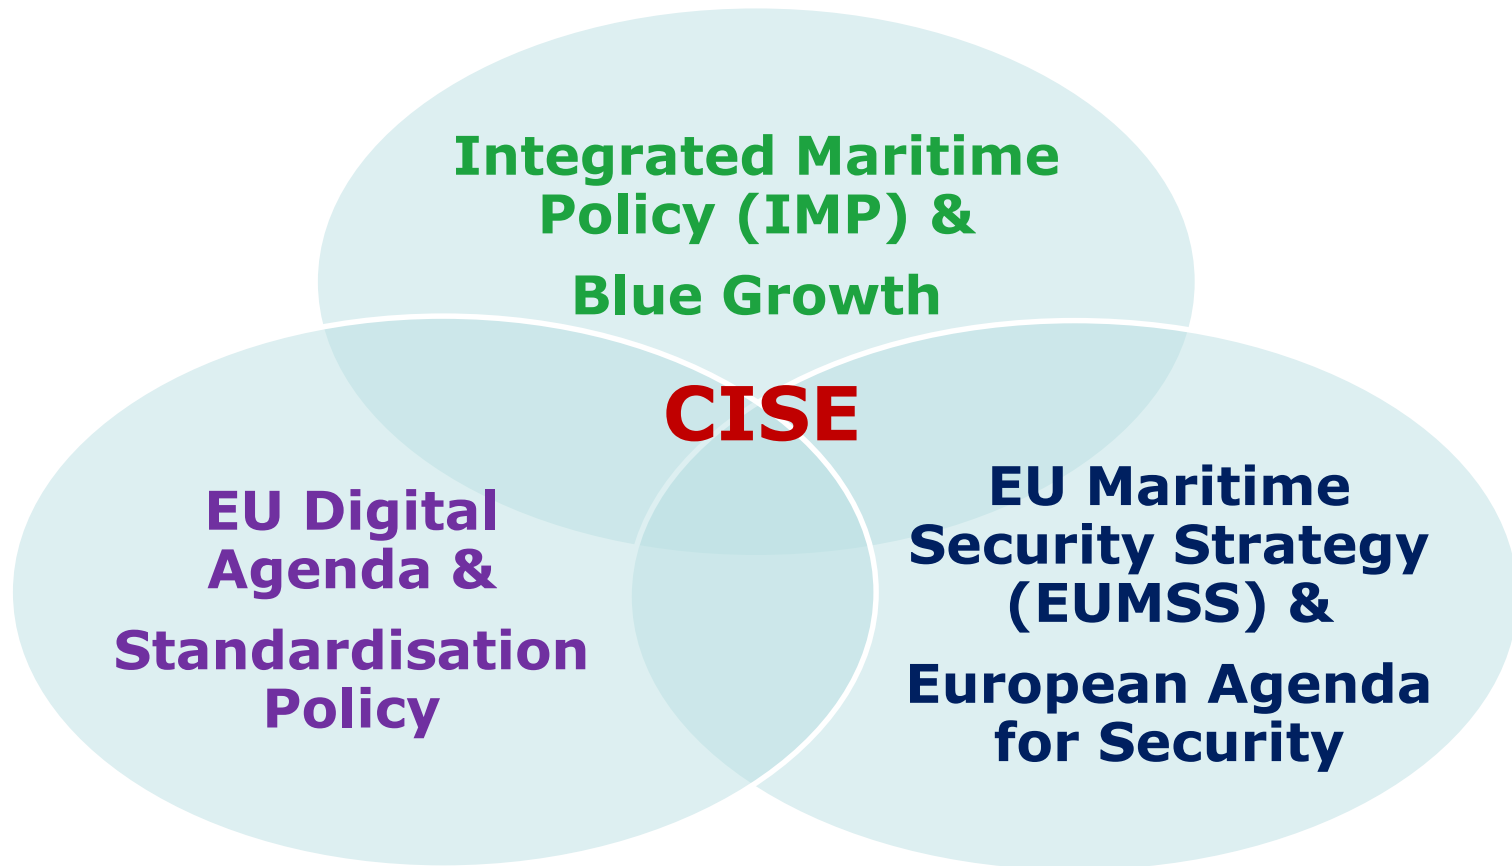 Integrated Maritime
Policy (IMP) &
Blue Growth
CISE
EU Digital
Agenda &
Standardisation
Policy
EU Maritime
Security Strategy
(EUMSS) &
European Agenda
for Security